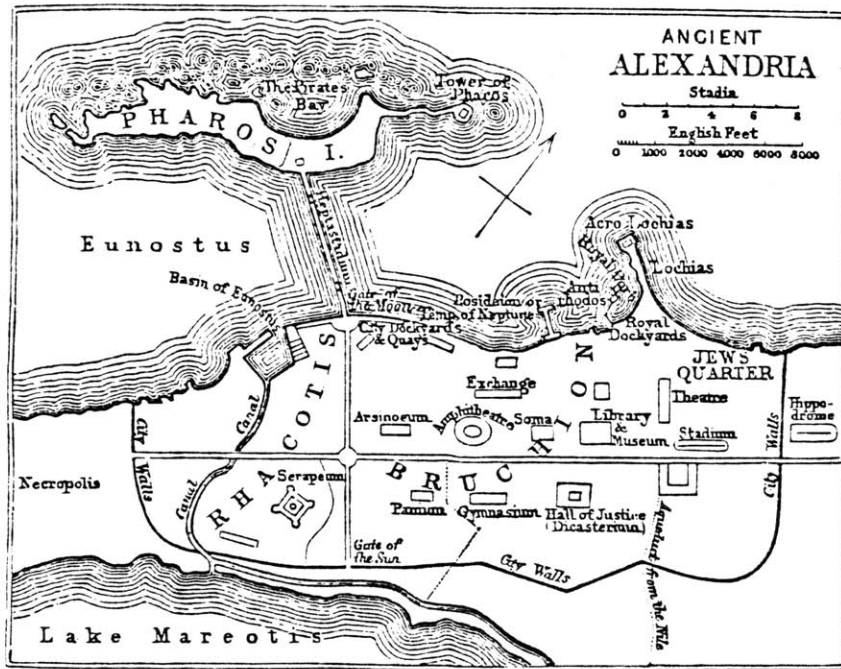 ANCIENT
ALEXANDRIA
Stadia
0 2 4 6 8
English Feet
0 1000 2000 4000 6000 8000
The Pirates
Bay
Tower of
Pharos
PHAROS I.
Heptastadium
Eunostus
Basin of Eunostus
Acro Lochias
Lochias
Royal
Anti
rhodos
Posideum or
Temp. of Neptune
Gate of
the Moon
City Dockyards
& Quays
Royal
Dockyards
JEWS
QUARTER
Exchange
Theatre
Hippo-
drome
Arsinoeum
Amphitheatre
Soma
Library
&
Museum
Stadium
City
Walls
Canal
RHACOTIS
BRUCHION
City
Walls
Necropolis
Canal
Serapeum
Panium
Gymnasium
Hall of Justice
(Dicasterium)
Gate of
the Sun
City Walls
Aqueduct from the Nile
Lake Mareotis